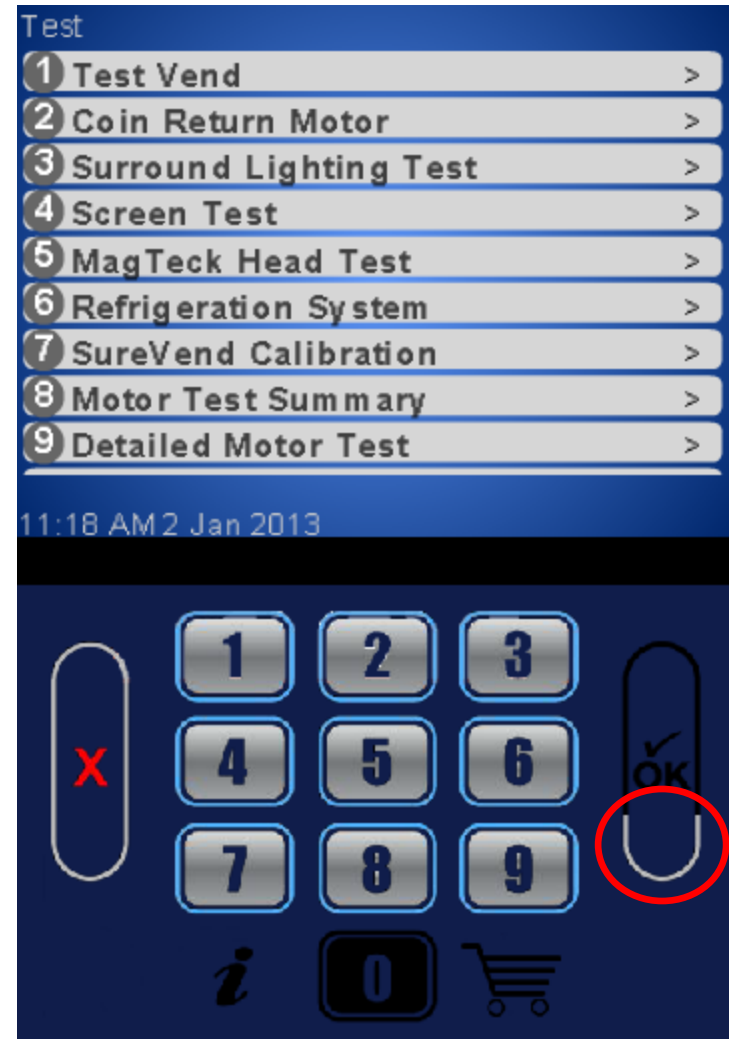 Test
1 Test Vend >
2 Coin Return Motor >
3 Surround Lighting Test >
4 Screen Test >
5 MagTeck Head Test >
6 Refrigeration System >
7 SureVend Calibration >
8 Motor Test Summary >
9 Detailed Motor Test >
11:18 AM 2 Jan 2013
1 2 3
X 4 5 6 OK
7 8 9
i 0